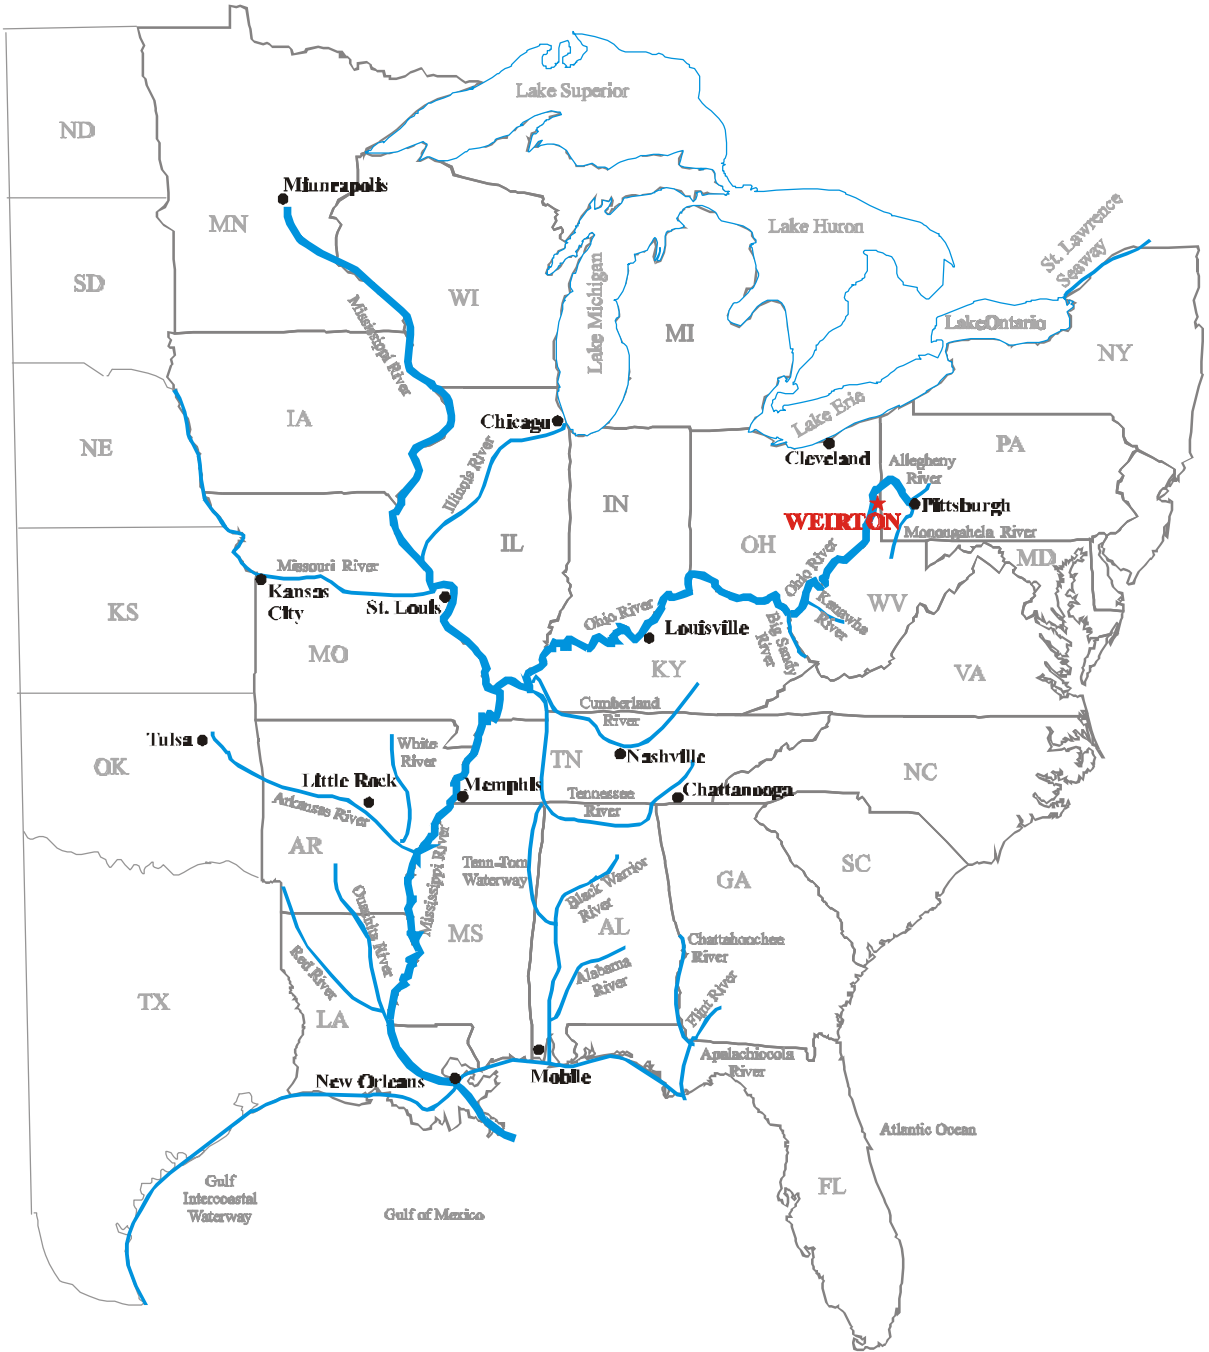 Lake Superior
ND
Minneapolis
MN
St. Lawrence
Seaway
Lake Huron
SD
WI
Lake Michigan
Mississippi River
MI
LakeOntario
NY
IA
Chicago
Lake Erie
NE
Cleveland
PA
Illinois River
Allegheny
River
IN
Pittsburgh
WEIRTON
IL
OH
Monongahela River
MD
Missouri River
Kansas
City
St. Louis
Ohio River
Ohio River
WV
KS
Louisville
Kanawha
River
Big Sandy
River
MO
KY
VA
Cumberland
River
Tulsa
White
River
OK
TN
Nashville
NC
Little Rock
Memphis
Tennessee
River
Chattanooga
Arkansas River
AR
Mississippi River
Tenn-Tom
Waterway
Black Warrior
River
SC
GA
Ouachita River
MS
AL
Chattahoochee
River
Red River
Alabama
River
Flint River
TX
LA
Apalachicola
River
New Orleans
Mobile
Atlantic Ocean
Gulf
Intercoastal
Waterway
FL
Gulf of Mexico